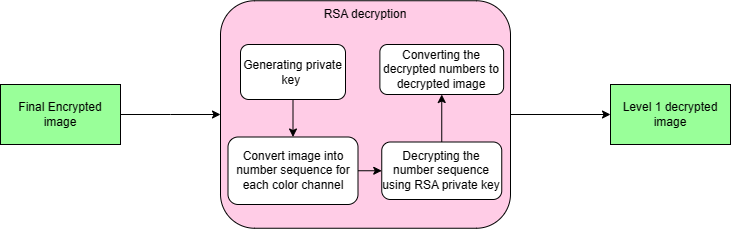 RSA decryption
Final Encrypted
image
Generating private
key
Convert image into
number sequence for
each color channel
Decrypting the
number sequence
using RSA private key
Converting the
decrypted numbers to
decrypted image
Level 1 decrypted
image